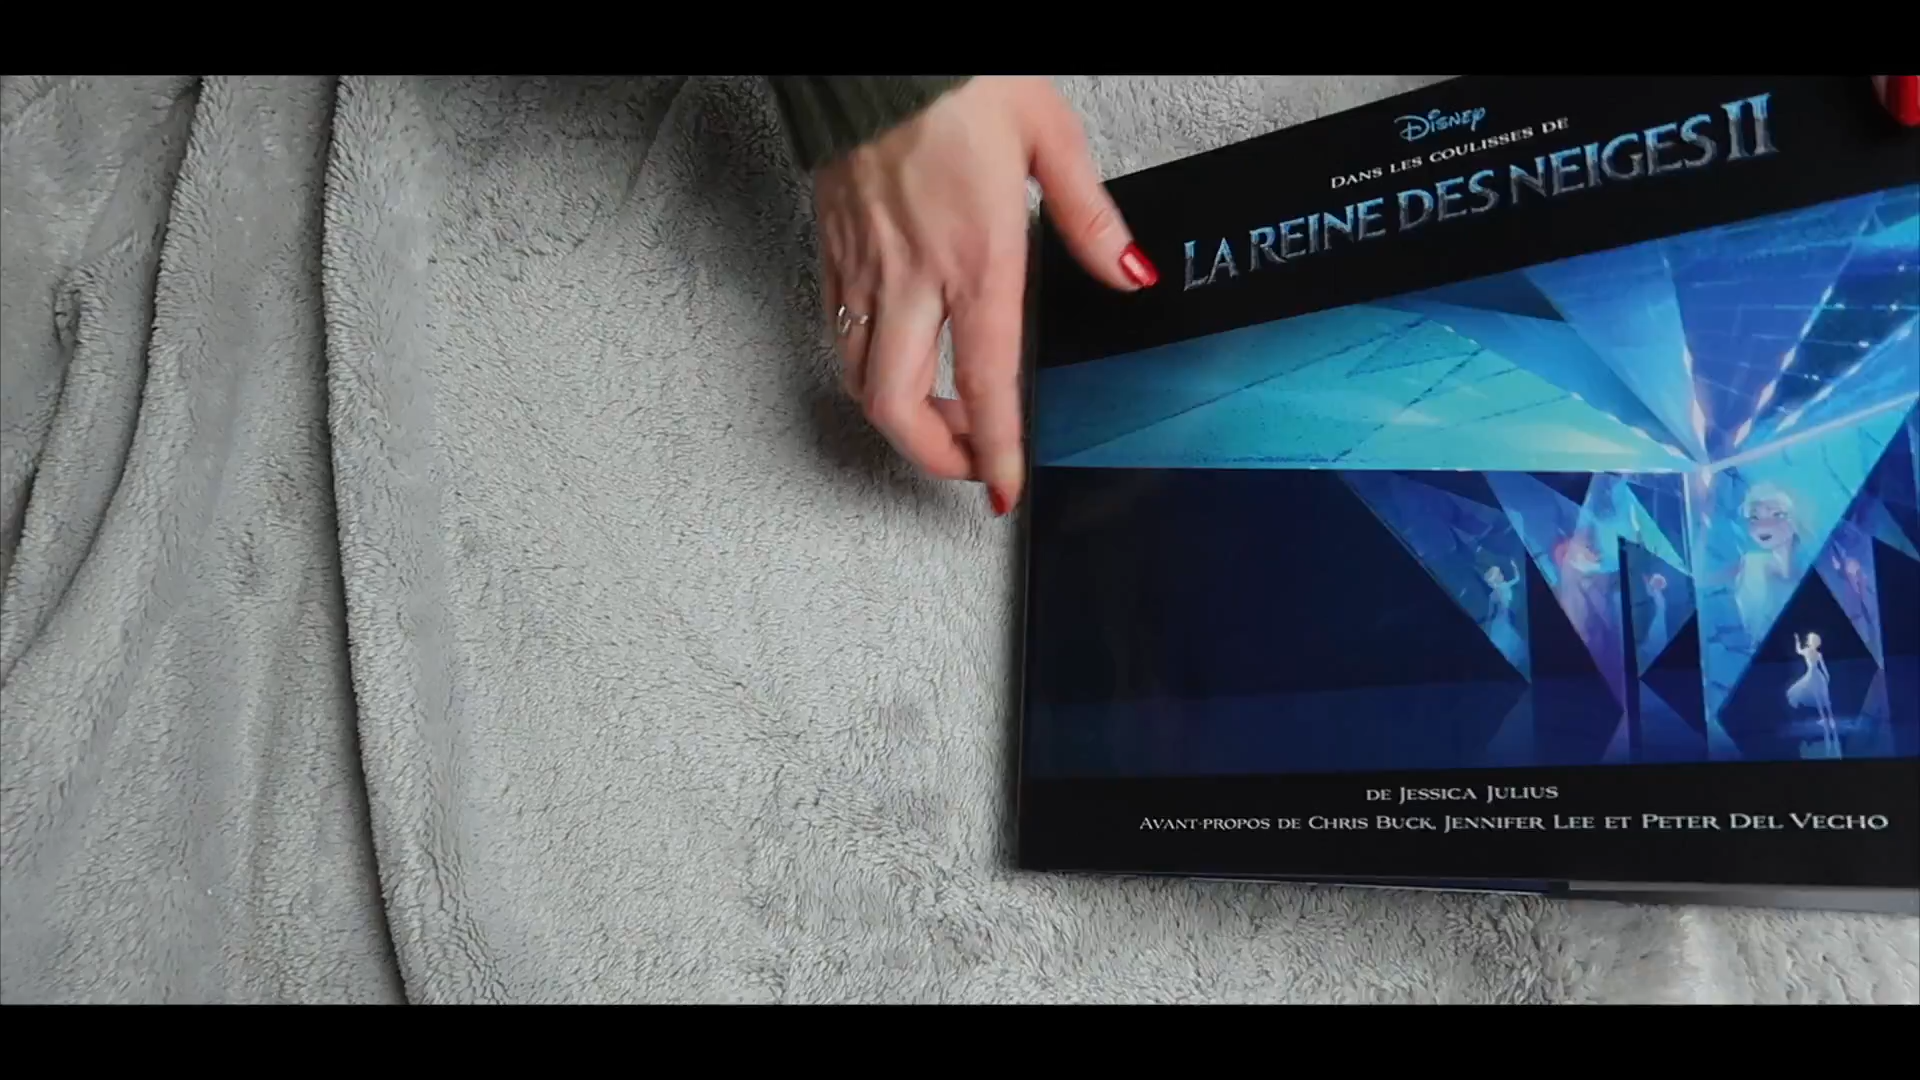 Disney
DANS LES COULISSES DE
LA REINE DES NEIGES II
DE JESSICA JULIUS
AVANT-PROPOS DE CHRIS BUCK, JENNIFER LEE ET PETER DEL VECHO